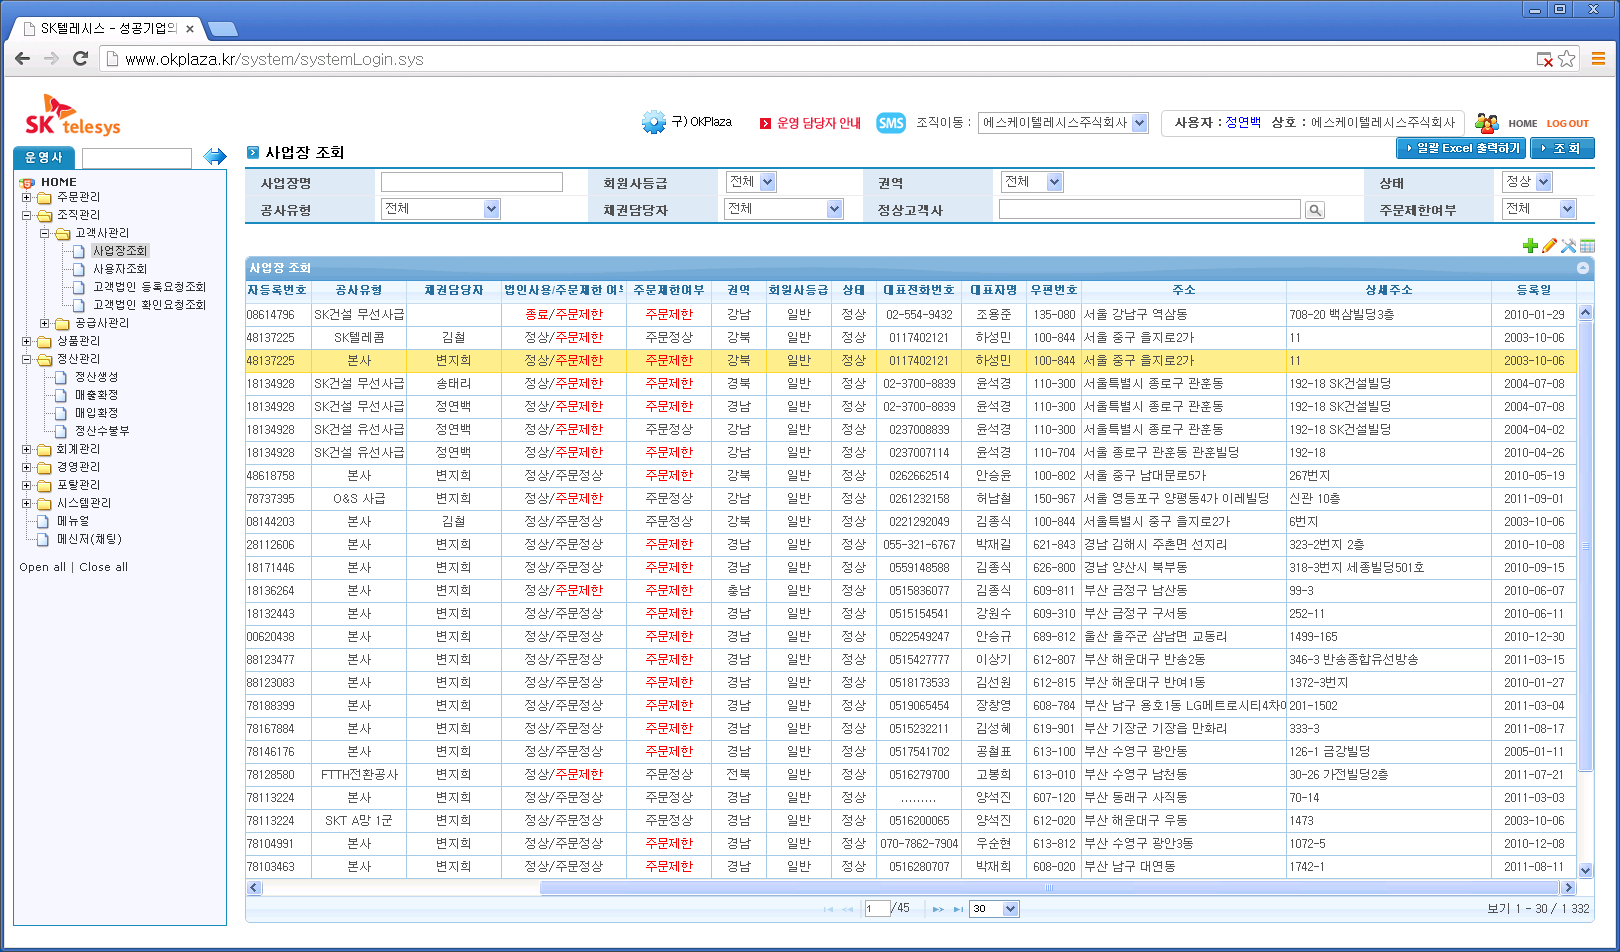 SK텔레시스 - 성공기업의
www.okplaza.kr/system/systemLogin.sys
SK telesys
구) OKPlaza
운영 담당자 안내
SMS
조직이동 :
에스케이텔레시스주식회사
사용자 : 정연백 상호 : 에스케이텔레시스주식회사
HOME
LOG OUT
운영사
사업장 조회
일괄 Excel 출력하기
조 회
HOME
주문관리
조직관리
고객사관리
사업장조회
사용자조회
고객법인 등록요청조회
고객법인 확인요청조회
공급사관리
상품관리
정산관리
정산생성
매출확정
매입확정
정산수불부
회계관리
경영관리
포탈관리
시스템관리
메뉴얼
메신저(채팅)
Open all | Close all
사업장명 회원사등급 전체 권역 전체 상태 정상
공사유형 전체 채권담당자 전체 정상고객사 주문제한여부 전체
사업장 조회
자등록번호 공사유형 채권담당자 법인사용/주문제한 여부 주문제한여부 권역 회원사등급 상태 대표전화번호 대표자명 우편번호 주소 상세주소 등록일
08614796 SK건설 무선사급 종료/주문제한 주문제한 강남 일반 정상 02-554-9432 조용준 135-080 서울 강남구 역삼동 708-20 백삼빌딩3층 2010-01-29
48137225 SK텔레콤 김철 정상/주문제한 주문정상 강북 일반 정상 0117402121 하성민 100-844 서울 중구 을지로2가 11 2003-10-06
48137225 본사 변지희 정상/주문제한 주문제한 강북 일반 정상 0117402121 하성민 100-844 서울 중구 을지로2가 11 2003-10-06
18134928 SK건설 무선사급 송태리 정상/주문제한 주문제한 경북 일반 정상 02-3700-8839 윤석경 110-300 서울특별시 종로구 관훈동 192-18 SK건설빌딩 2004-07-08
18134928 SK건설 무선사급 정연백 정상/주문제한 주문제한 강남 일반 정상 02-3700-8839 윤석경 110-300 서울특별시 종로구 관훈동 192-18 SK건설빌딩 2004-07-08
18134928 SK건설 유선사급 정연백 정상/주문제한 주문정상 강남 일반 정상 0237008839 윤석경 110-300 서울특별시 종로구 관훈동 192-18 SK건설빌딩 2004-04-02
18134928 SK건설 유선사급 정연백 정상/주문제한 주문제한 강남 일반 정상 0237007114 윤석경 110-704 서울 종로구 관훈동 관훈빌딩 192-18 2010-04-26
48618758 본사 변지희 정상/주문정상 주문제한 강북 일반 정상 0262662514 안승윤 100-802 서울 중구 남대문로5가 267번지 2010-05-19
78737395 O&S 사급 변지희 정상/주문제한 주문정상 강남 일반 정상 0261232158 허남철 150-967 서울 영등포구 양평동4가 이레빌딩 신관 10층 2011-09-01
08144203 본사 김철 정상/주문정상 주문정상 강북 일반 정상 0221292049 김종식 100-844 서울특별시 중구 을지로2가 6번지 2003-10-06
28112606 본사 변지희 정상/주문정상 주문제한 경남 일반 정상 055-321-6767 박재길 621-843 경남 김해시 주촌면 선지리 323-2번지 2층 2010-10-08
18171446 본사 변지희 정상/주문정상 주문제한 경남 일반 정상 0559148588 김종식 626-800 경남 양산시 북부동 318-3번지 세종빌딩501호 2010-09-15
18136264 본사 변지희 정상/주문제한 주문제한 충남 일반 정상 0515836077 김종식 609-811 부산 금정구 남산동 99-3 2010-06-07
18132443 본사 변지희 정상/주문정상 주문제한 경남 일반 정상 0515154541 강원수 609-310 부산 금정구 구서동 252-11 2010-06-11
00620438 본사 변지희 정상/주문정상 주문제한 경남 일반 정상 0522549247 안승규 689-812 울산 울주군 삼남면 교동리 1499-165 2010-12-30
88123477 본사 변지희 정상/주문정상 주문제한 경남 일반 정상 0515427777 이상기 612-807 부산 해운대구 반송2동 346-3 반송종합유선방송 2011-03-15
88123083 본사 변지희 정상/주문정상 주문제한 경남 일반 정상 0518173533 김선원 612-815 부산 해운대구 반여1동 1372-3번지 2010-01-27
78188399 본사 변지희 정상/주문정상 주문제한 경남 일반 정상 0519065454 장창영 608-784 부산 남구 용호1동 LG메트로시티4차아 201-1502 2011-03-04
78167884 본사 변지희 정상/주문정상 주문제한 경남 일반 정상 0515232211 김성혜 619-901 부산 기장군 기장읍 만화리 333-3 2011-08-17
78146176 본사 변지희 정상/주문정상 주문제한 경남 일반 정상 0517541702 공철표 613-100 부산 수영구 광안동 126-1 금강빌딩 2005-01-11
78128580 FTTH전환공사 변지희 정상/주문제한 주문정상 전북 일반 정상 0516279700 고봉희 613-010 부산 수영구 남천동 30-26 가전빌딩2층 2011-07-21
78113224 본사 변지희 정상/주문정상 주문정상 경남 일반 정상 ......... 양석진 607-120 부산 동래구 사직동 70-14 2011-03-03
78113224 SKT A망 1군 변지희 정상/주문정상 주문정상 경남 일반 정상 0516200065 양석진 612-020 부산 해운대구 우동 1473 2003-10-06
78104991 본사 변지희 정상/주문정상 주문제한 경남 일반 정상 070-7862-7904 우순현 613-812 부산 수영구 광안3동 1072-5 2010-12-08
78103463 본사 변지희 정상/주문정상 주문제한 경남 일반 정상 0516280707 박재희 608-020 부산 남구 대연동 1742-1 2011-08-11
1 /45 30
보기 1 - 30 / 1 332